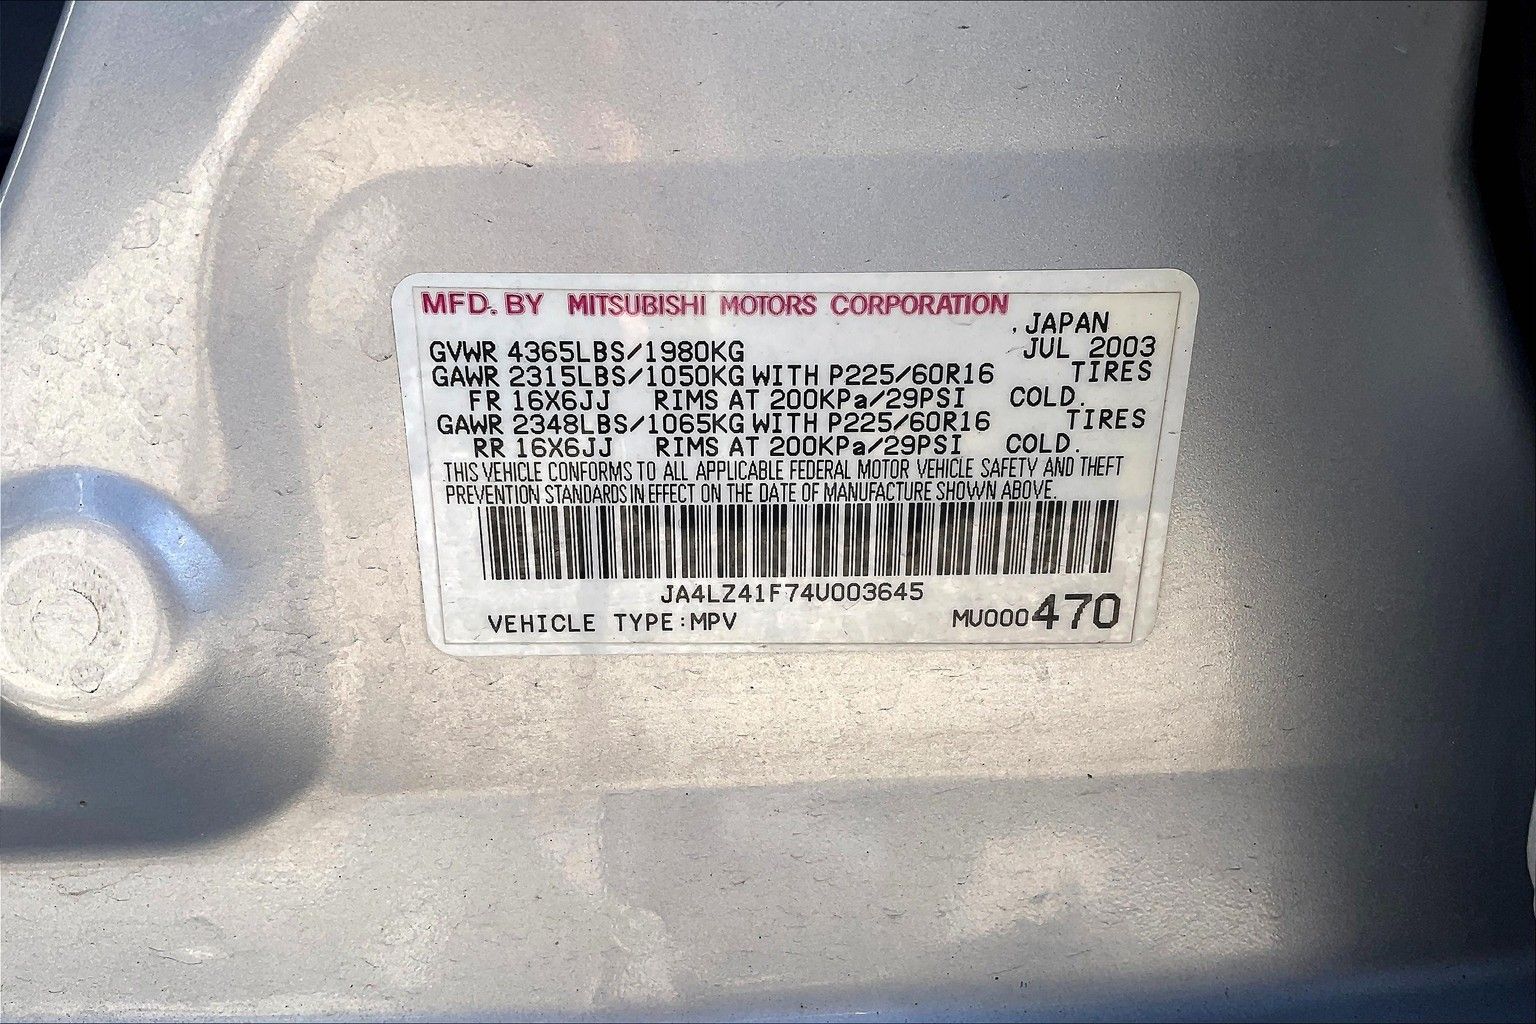 MFD. BY MITSUBISHI MOTORS CORPORATION
, JAPAN
GVWR 4365LBS/1980KG JUL 2003
GAWR 2315LBS/1050KG WITH P225/60R16 TIRES
FR 16X6JJ RIMS AT 200KPa/29PSI COLD.
GAWR 2348LBS/1065KG WITH P225/60R16 TIRES
RR 16X6JJ RIMS AT 200KPa/29PSI COLD.
THIS VEHICLE CONFORMS TO ALL APPLICABLE FEDERAL MOTOR VEHICLE SAFETY AND THEFT
PREVENTION STANDARDS IN EFFECT ON THE DATE OF MANUFACTURE SHOWN ABOVE.
JA4LZ41F74U003645
VEHICLE TYPE:MPV MU000470